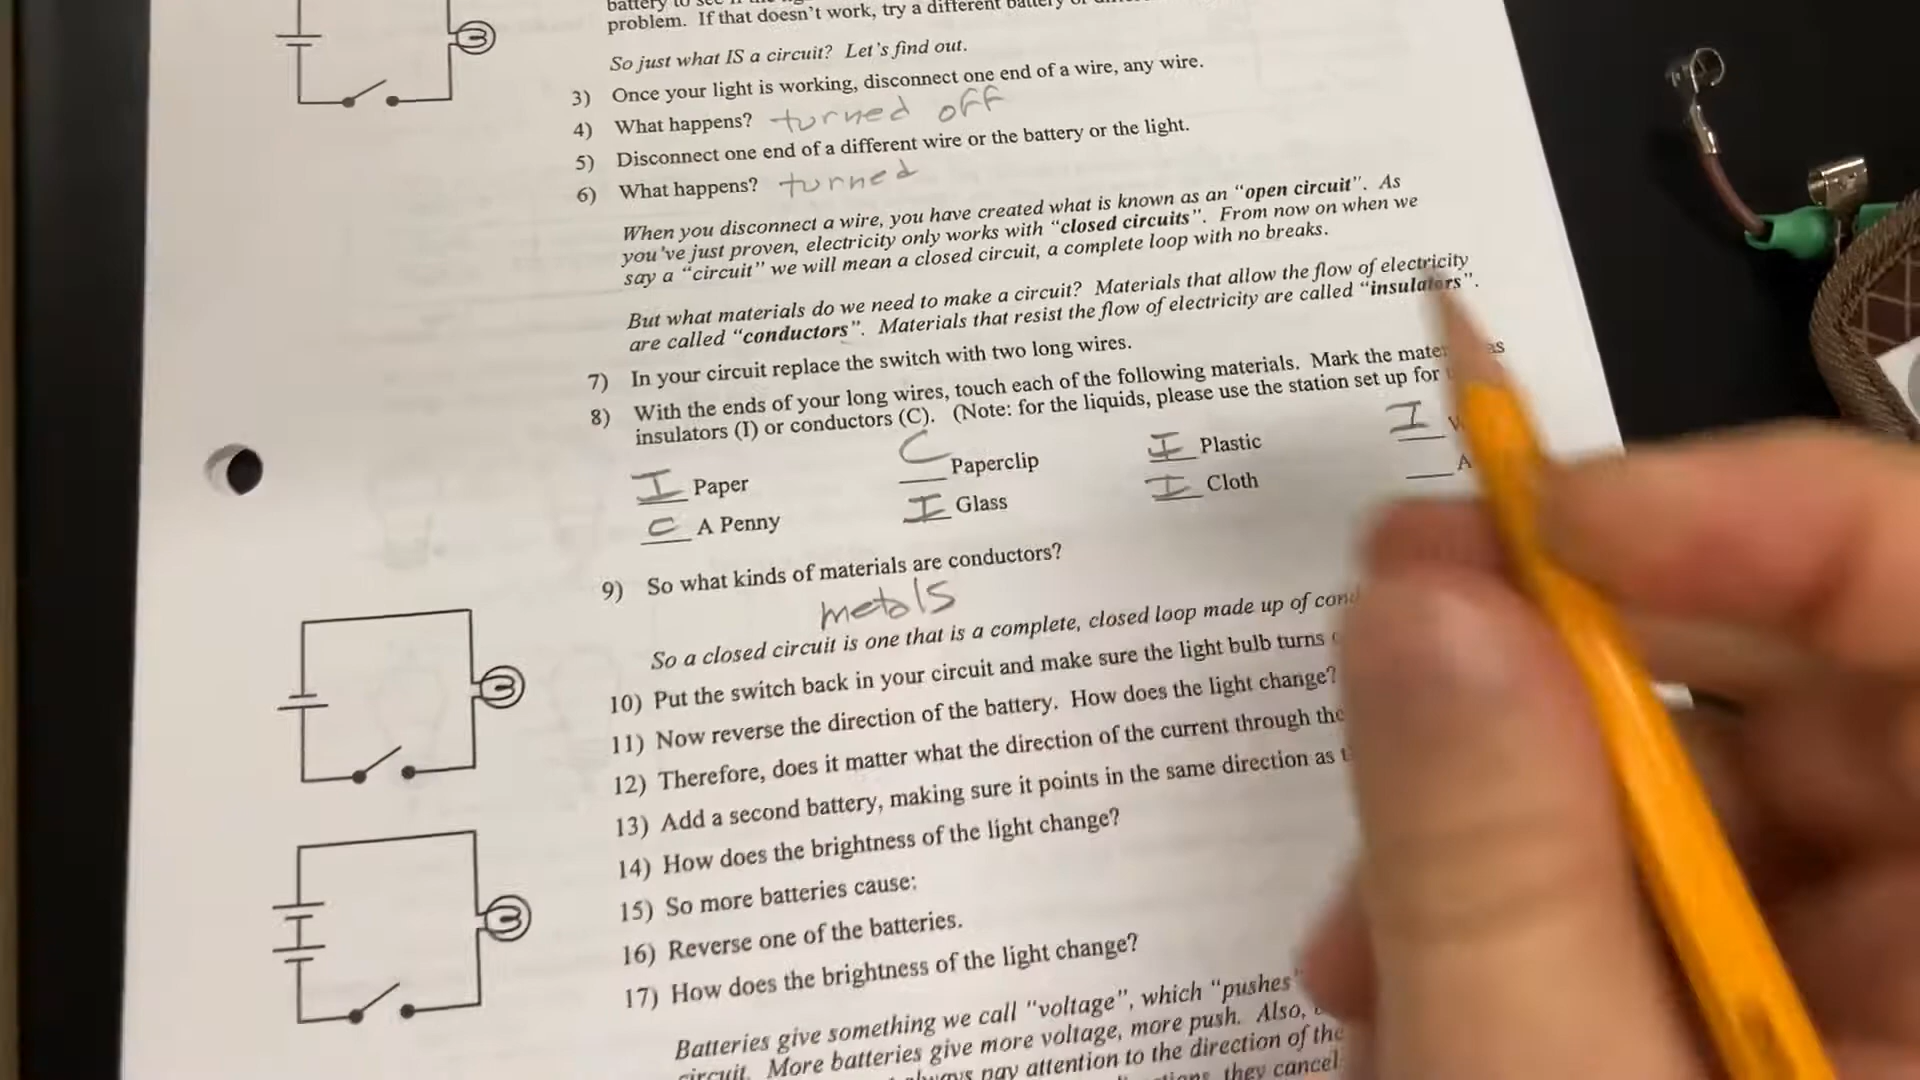 problem. If that doesn't work, try a different battery
So just what IS a circuit? Let's find out.
3) Once your light is working, disconnect one end of a wire, any wire.
4) What happens? turned off
5) Disconnect one end of a different wire or the battery or the light.
6) What happens? turned
When you disconnect a wire, you have created what is known as an "open circuit". As
you've just proven, electricity only works with "closed circuits". From now on when we
say a "circuit" we will mean a closed circuit, a complete loop with no breaks.
But what materials do we need to make a circuit? Materials that allow the flow of electricity
are called "conductors". Materials that resist the flow of electricity are called "insulators".
7) In your circuit replace the switch with two long wires.
8) With the ends of your long wires, touch each of the following materials. Mark the
insulators (I) or conductors (C). (Note: for the liquids, please use the station set up for
I Paper C Paperclip I Plastic I
C A Penny I Glass I Cloth A
9) So what kinds of materials are conductors?
metals
So a closed circuit is one that is a complete, closed loop made up of
10) Put the switch back in your circuit and make sure the light bulb turns
11) Now reverse the direction of the battery. How does the light change?
12) Therefore, does it matter what the direction of the current through the
13) Add a second battery, making sure it points in the same direction as
14) How does the brightness of the light change?
15) So more batteries cause:
16) Reverse one of the batteries.
17) How does the brightness of the light change?
Batteries give something we call "voltage", which "pushes"
circuit. More batteries give more voltage, more push. Also,
pay attention to the direction of the
they cancel